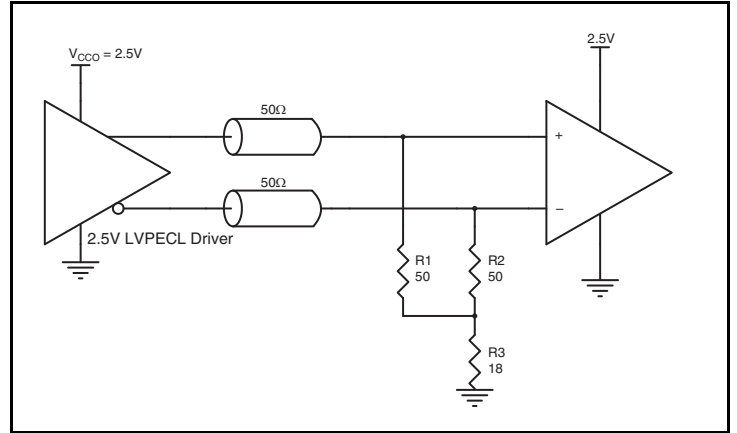 V_CCO = 2.5V
2.5V
50Ω
+
50Ω
−
2.5V LVPECL Driver
R1
50
R2
50
R3
18